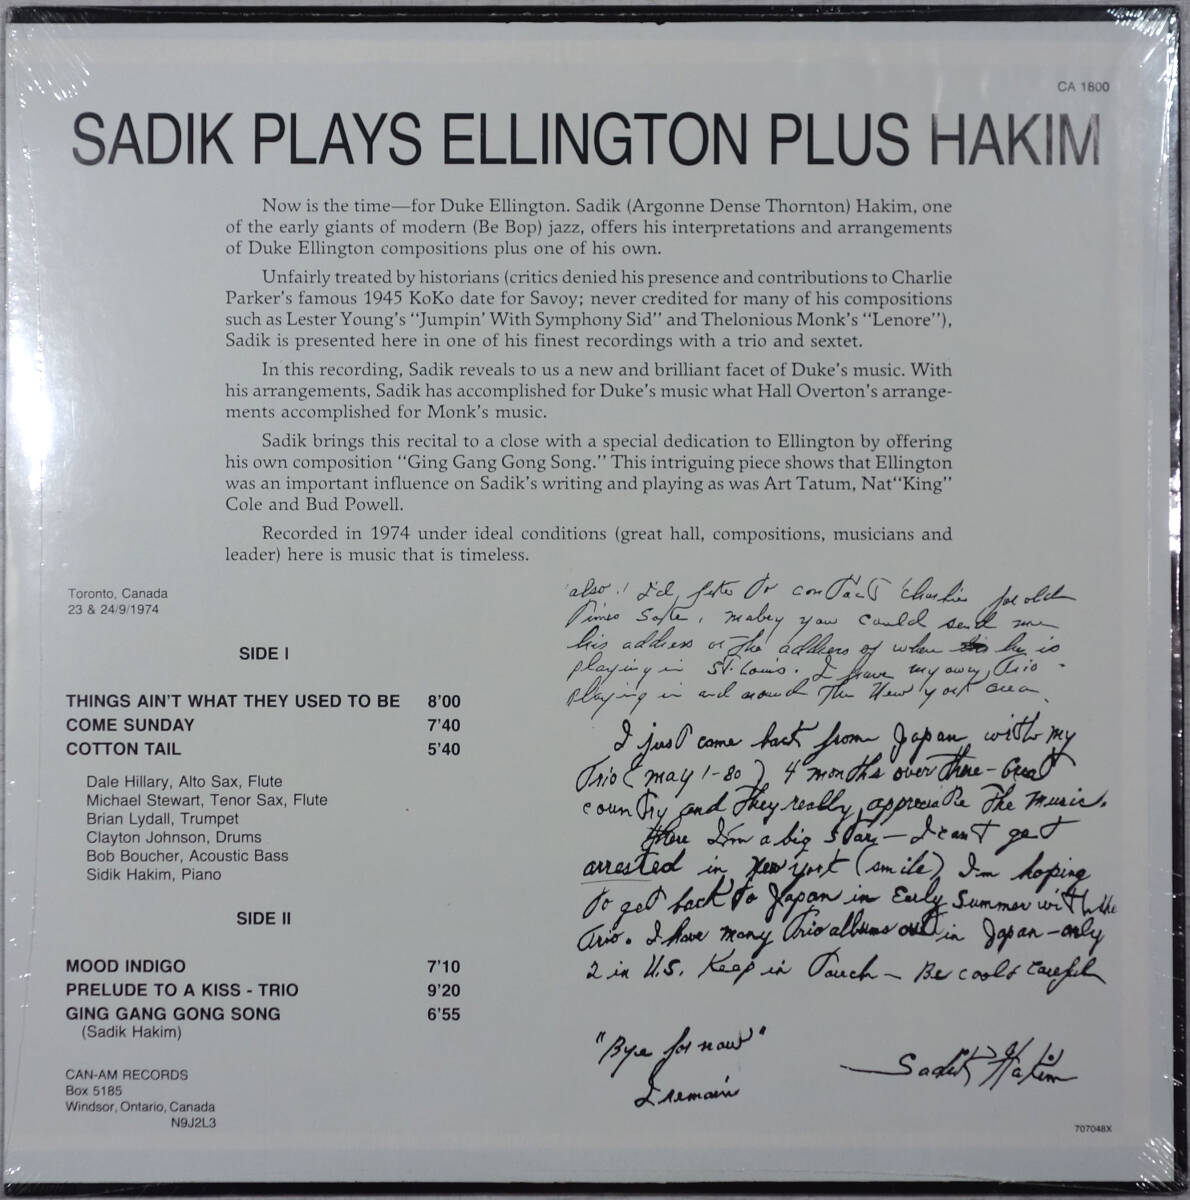 CA 1800
SADIK PLAYS ELLINGTON PLUS HAKIM
Now is the time—for Duke Ellington. Sadik (Argonne Dense Thornton) Hakim, one
of the early giants of modern (Be Bop) jazz, offers his interpretations and arrangements
of Duke Ellington compositions plus one of his own.
Unfairly treated by historians (critics denied his presence and contributions to Charlie
Parker's famous 1945 KoKo date for Savoy; never credited for many of his compositions
such as Lester Young's "Jumpin' With Symphony Sid" and Thelonious Monk's "Lenore"),
Sadik is presented here in one of his finest recordings with a trio and sextet.
In this recording, Sadik reveals to us a new and brilliant facet of Duke's music. With
his arrangements, Sadik has accomplished for Duke's music what Hall Overton's arrange-
ments accomplished for Monk's music.
Sadik brings this recital to a close with a special dedication to Ellington by offering
his own composition "Ging Gang Gong Song." This intriguing piece shows that Ellington
was an important influence on Sadik's writing and playing as was Art Tatum, Nat"King"
Cole and Bud Powell.
Recorded in 1974 under ideal conditions (great hall, compositions, musicians and
leader) here is music that is timeless.
Toronto, Canada
23 & 24/9/1974
SIDE I
THINGS AIN'T WHAT THEY USED TO BE 8'00
COME SUNDAY 7'40
COTTON TAIL 5'40
Dale Hillary, Alto Sax, Flute
Michael Stewart, Tenor Sax, Flute
Brian Lydall, Trumpet
Clayton Johnson, Drums
Bob Boucher, Acoustic Bass
Sidik Hakim, Piano
SIDE II
MOOD INDIGO 7'10
PRELUDE TO A KISS - TRIO 9'20
GING GANG GONG SONG 6'55
(Sadik Hakim)
CAN-AM RECORDS
Box 5185
Windsor, Ontario, Canada
N9J2L3
also! I'd like to contact Charlie for old
times sake, mabey you could send me
his address or the address of where he is
playing in St. Louis. I have my own Trio -
playing in and around The New York area.
I just came back from Japan with my
Trio (May 1-80), 4 months over there - Great
country and they really appreciate the music.
there I'm a big star - I can't get
arrested in New York (smile) I'm hoping
to get back to Japan in Early Summer with the
Trio. I have many Trio albums out in Japan - only
2 in U.S. Keep in Touch - Be cool & careful
"Bye for now"
I remain
Sadik Hakim
707048X